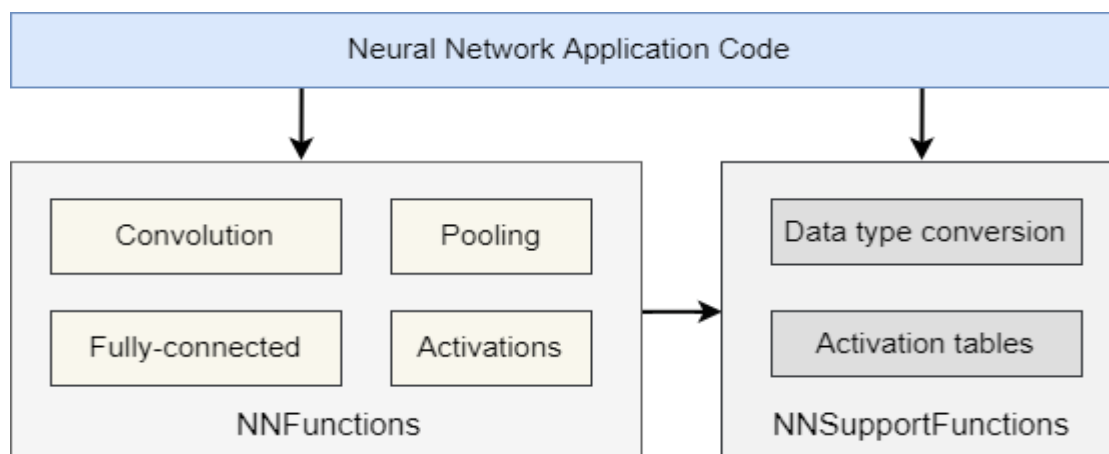 Neural Network Application Code
Convolution
Pooling
Fully-connected
Activations
NNFunctions
Data type conversion
Activation tables
NNSupportFunctions